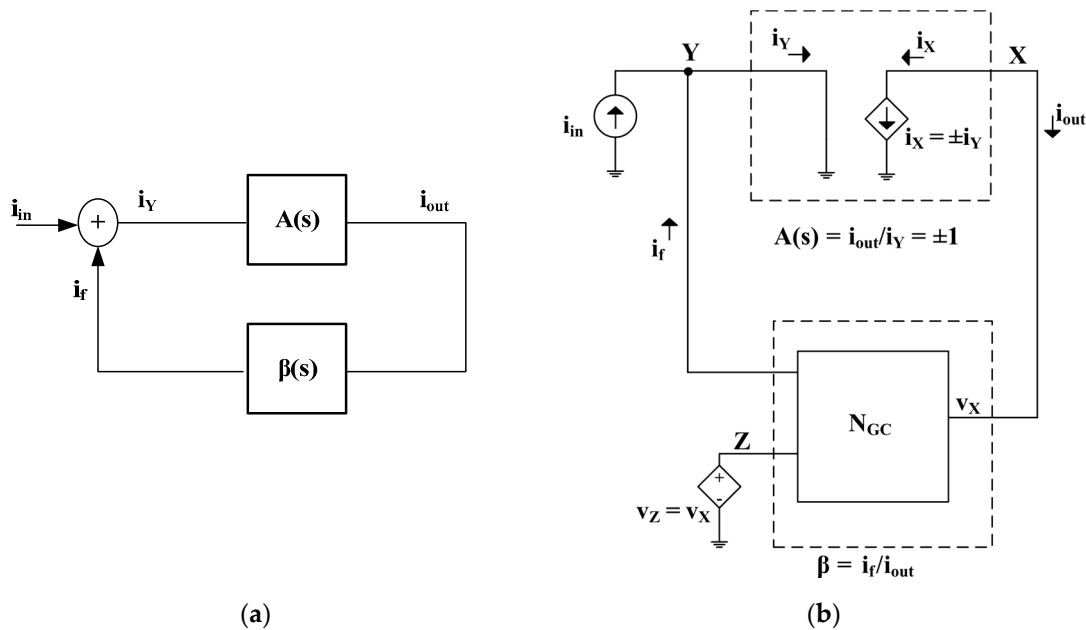 i_in
+
i_Y
A(s)
i_out
i_f
β(s)
(a)
Y
i_Y
i_X
X
i_in
i_X = ±i_Y
i_out
A(s) = i_out/i_Y = ±1
i_f
N_GC
v_X
Z
+
-
v_Z = v_X
β = i_f/i_out
(b)